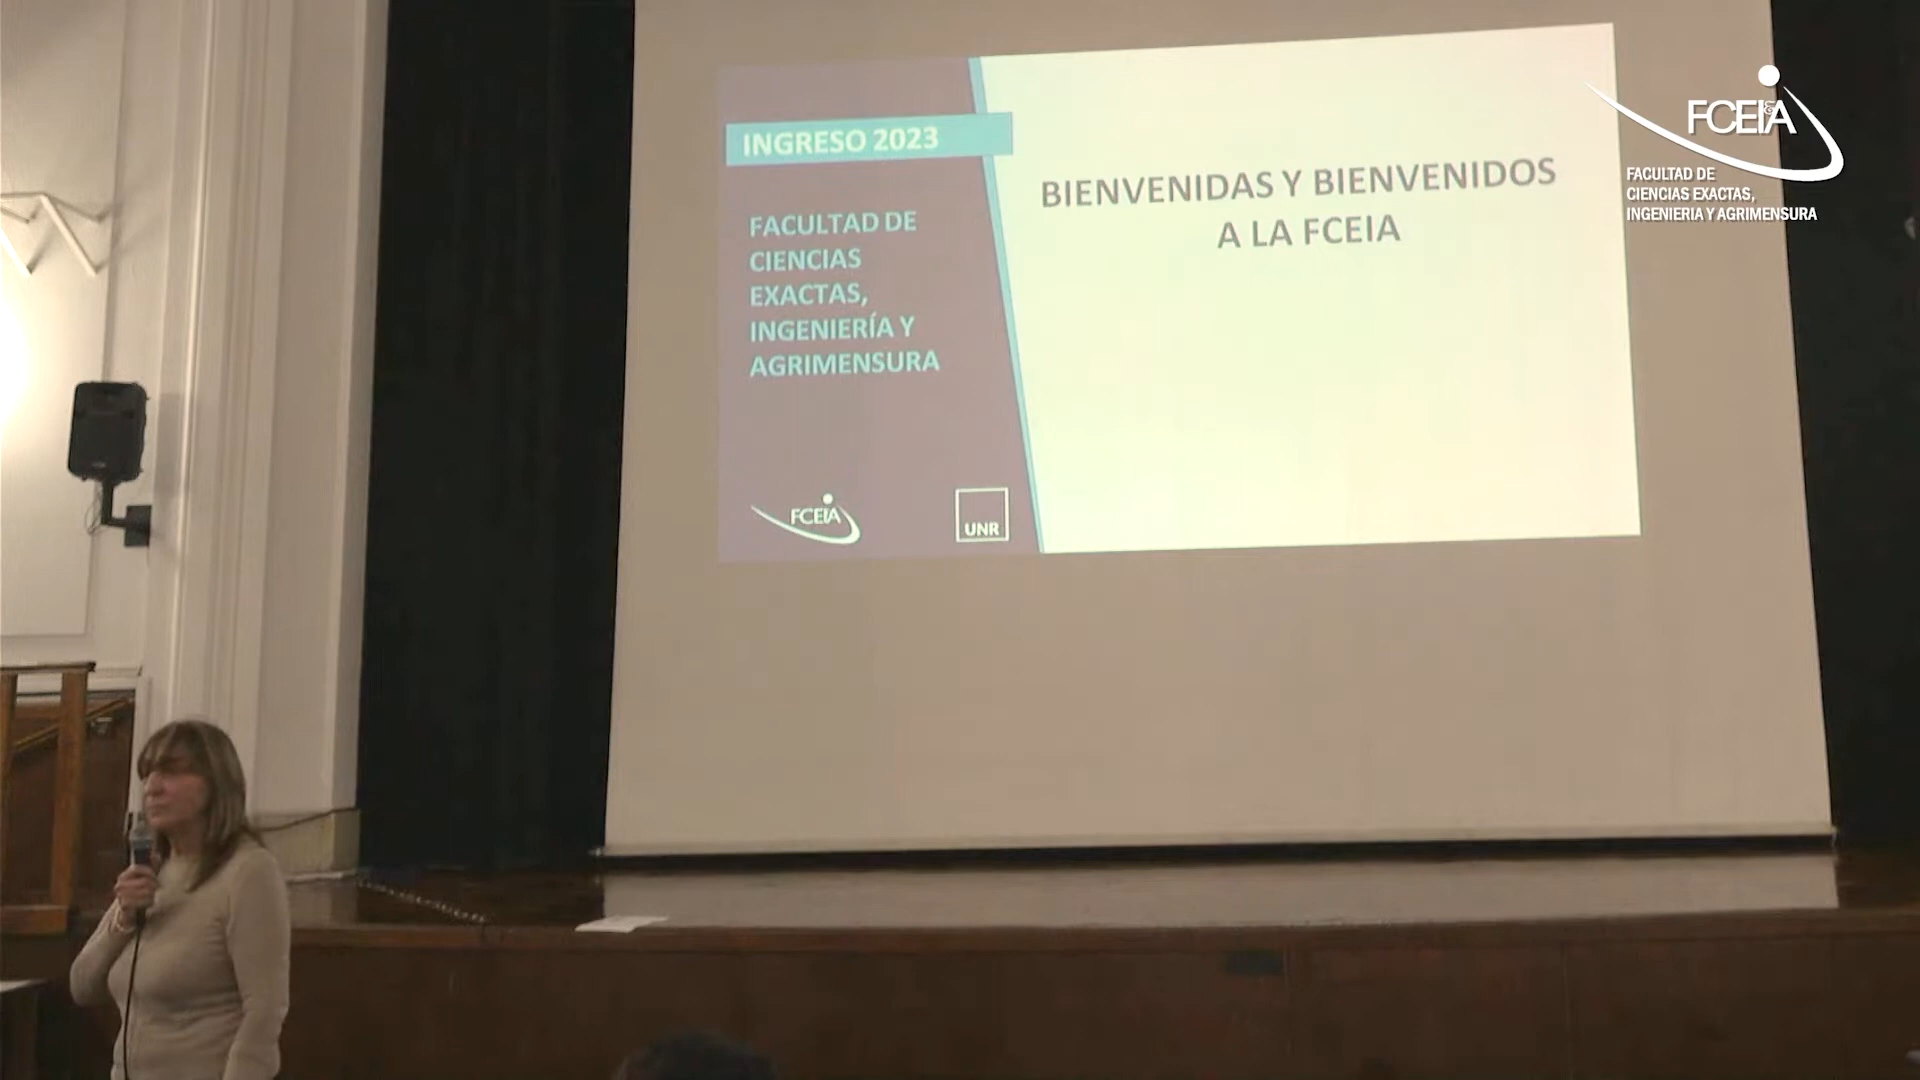 INGRESO 2023
FACULTAD DE
CIENCIAS
EXACTAS,
INGENIERÍA Y
AGRIMENSURA
FCEIA
UNR
BIENVENIDAS Y BIENVENIDOS
A LA FCEIA
FCEI&A
FACULTAD DE
CIENCIAS EXACTAS,
INGENIERIA Y AGRIMENSURA